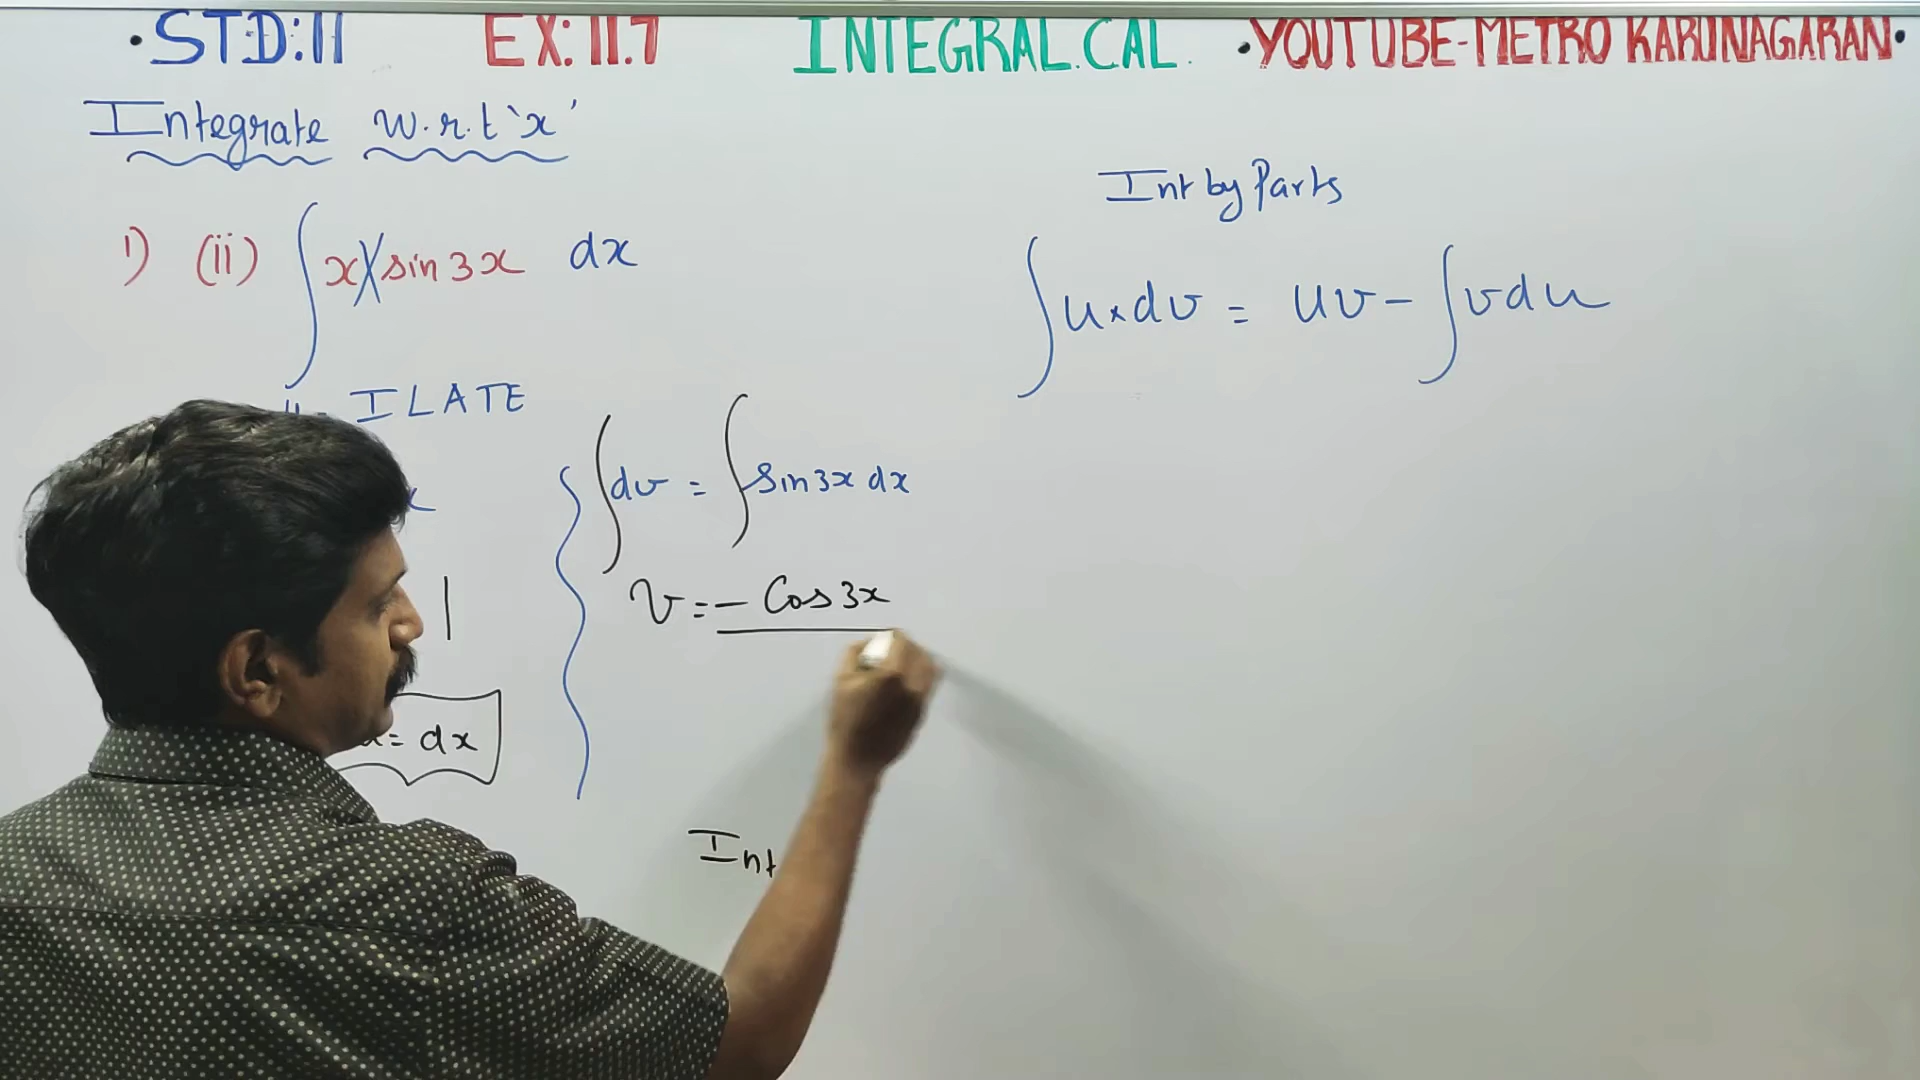 •STD:11 EX:11.7 INTEGRAL.CAL. •YOUTUBE-METRO KARUNAGARAN•
Integrate w.r.t 'x'
1) (ii) ∫ x sin 3x dx
Int by Parts
∫ u × dv = uv - ∫ v du
ILATE
∫ dv = ∫ sin 3x dx
v = - Cos 3x
1
= dx
Int